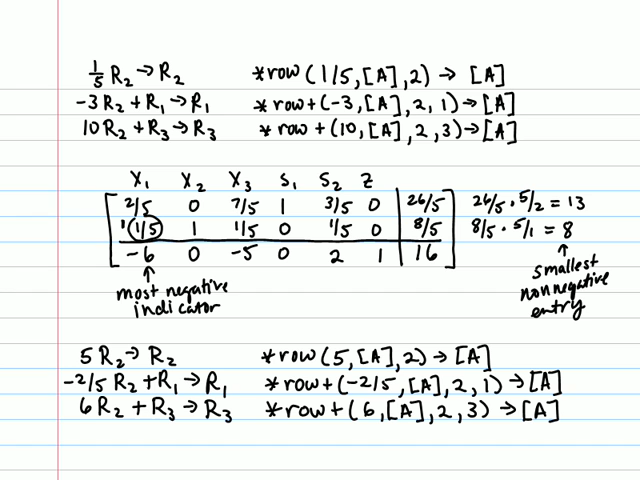 1/5 R₂ → R₂ *row(1/5,[A],2) → [A]
-3R₂ + R₁ → R₁ *row+(-3,[A],2,1) → [A]
10R₂ + R₃ → R₃ *row+(10,[A],2,3) → [A]
X₁ X₂ X₃ S₁ S₂ Z
2/5 0 7/5 1 3/5 0 26/5 26/5 · 5/2 = 13
1/5 1 1/5 0 1/5 0 8/5 8/5 · 5/1 = 8
-6 0 -5 0 2 1 16
most negative indicator
smallest nonnegative entry
5R₂ → R₂ *row(5,[A],2) → [A]
-2/5 R₂ + R₁ → R₁ *row+(-2/5,[A],2,1) → [A]
6R₂ + R₃ → R₃ *row+(6,[A],2,3) → [A]